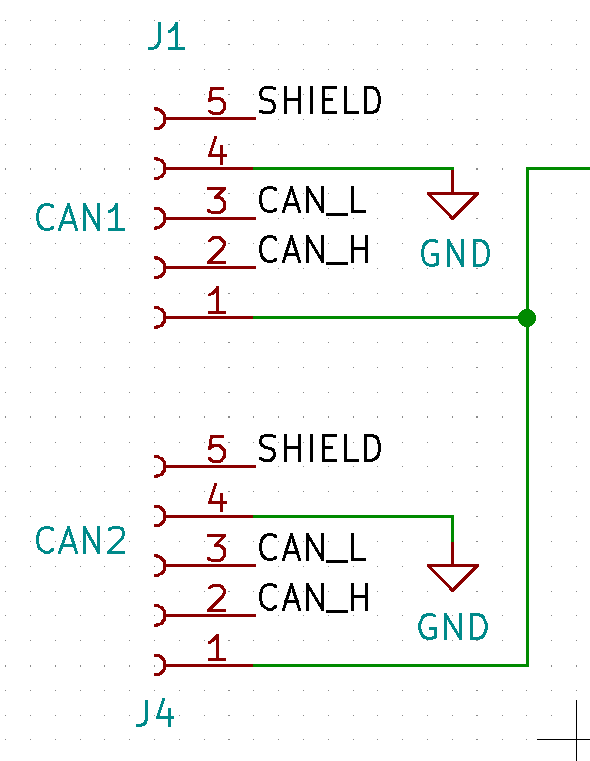 J1
5 SHIELD
4
3 CAN_L
CAN1
2 CAN_H
GND
1
5 SHIELD
4
CAN2
3 CAN_L
2 CAN_H
GND
1
J4